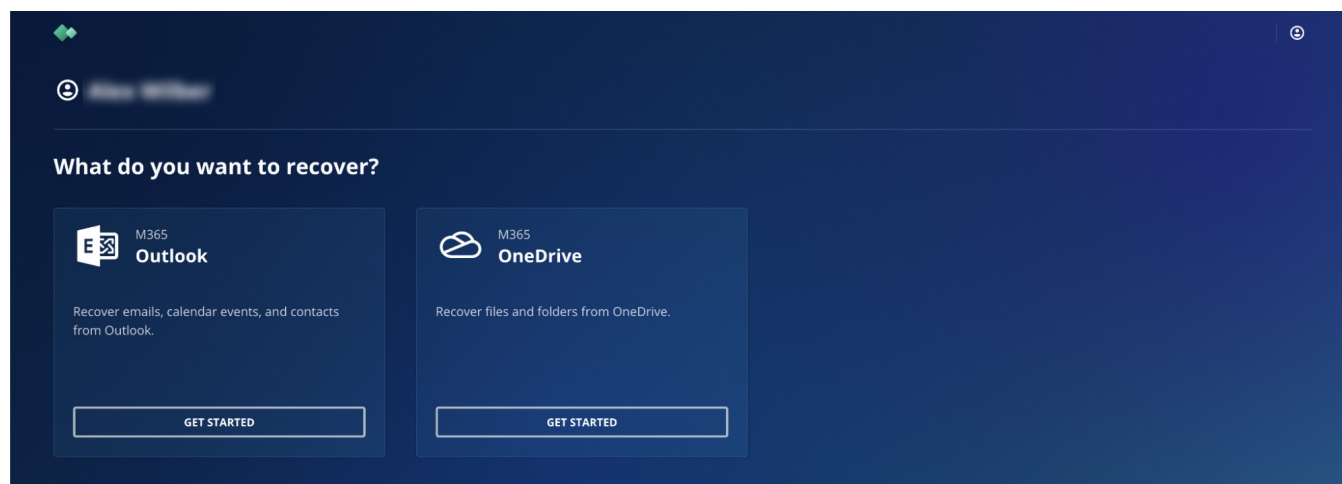 What do you want to recover?
M365
Outlook
Recover emails, calendar events, and contacts
from Outlook.
GET STARTED
M365
OneDrive
Recover files and folders from OneDrive.
GET STARTED